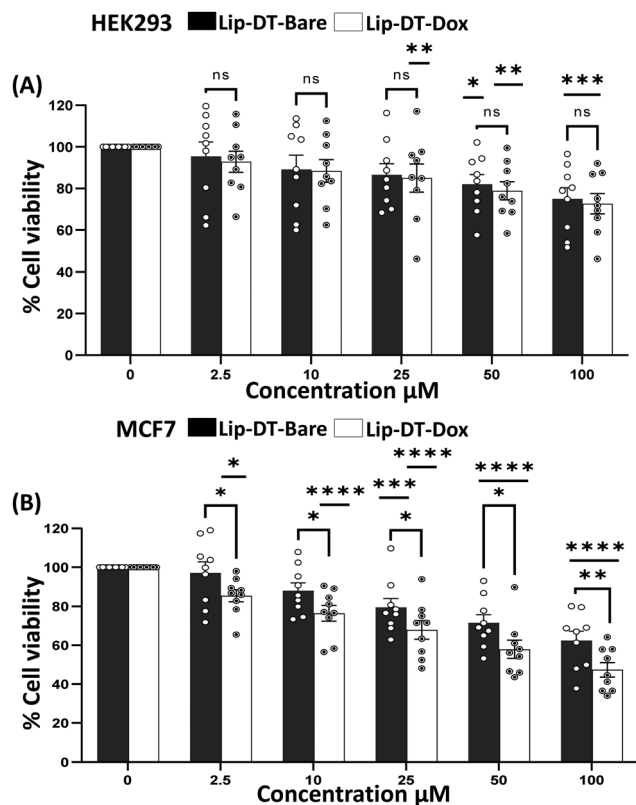 HEK293 Lip-DT-Bare Lip-DT-Dox
(A)
ns ns ns ** * ** ns *** ns
% Cell viability
120
100
80
60
40
20
0
0 2.5 10 25 50 100
Concentration µM
MCF7 Lip-DT-Bare Lip-DT-Dox
(B)
* * **** * *** **** * **** * **** **
% Cell viability
120
100
80
60
40
20
0
0 2.5 10 25 50 100
Concentration µM